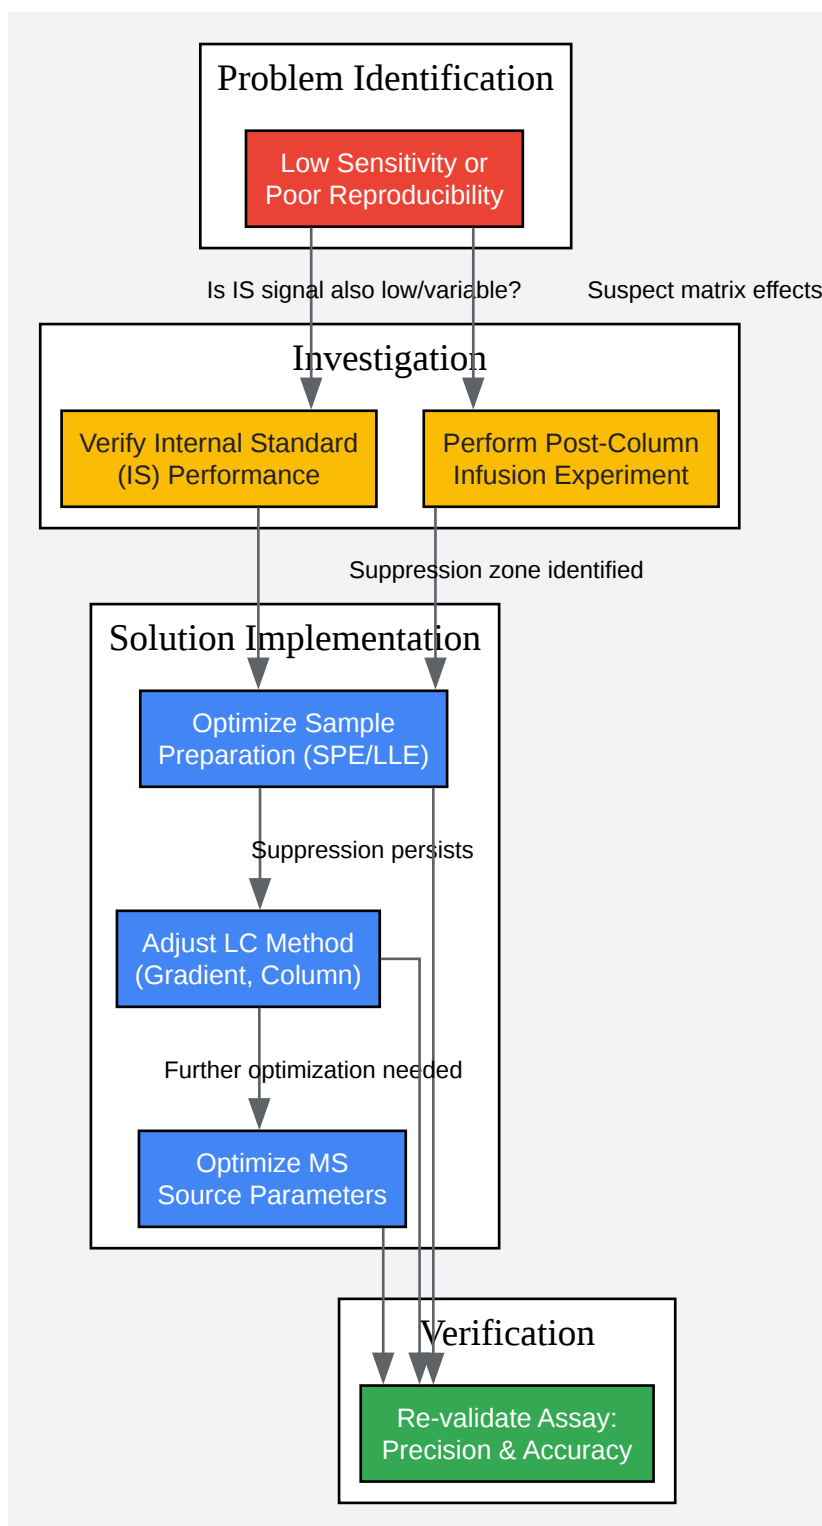 Problem Identification
Low Sensitivity or
Poor Reproducibility
Is IS signal also low/variable?
Suspect matrix effects
Investigation
Verify Internal Standard
(IS) Performance
Perform Post-Column
Infusion Experiment
Suppression zone identified
Solution Implementation
Optimize Sample
Preparation (SPE/LLE)
Suppression persists
Adjust LC Method
(Gradient, Column)
Further optimization needed
Optimize MS
Source Parameters
Verification
Re-validate Assay:
Precision & Accuracy